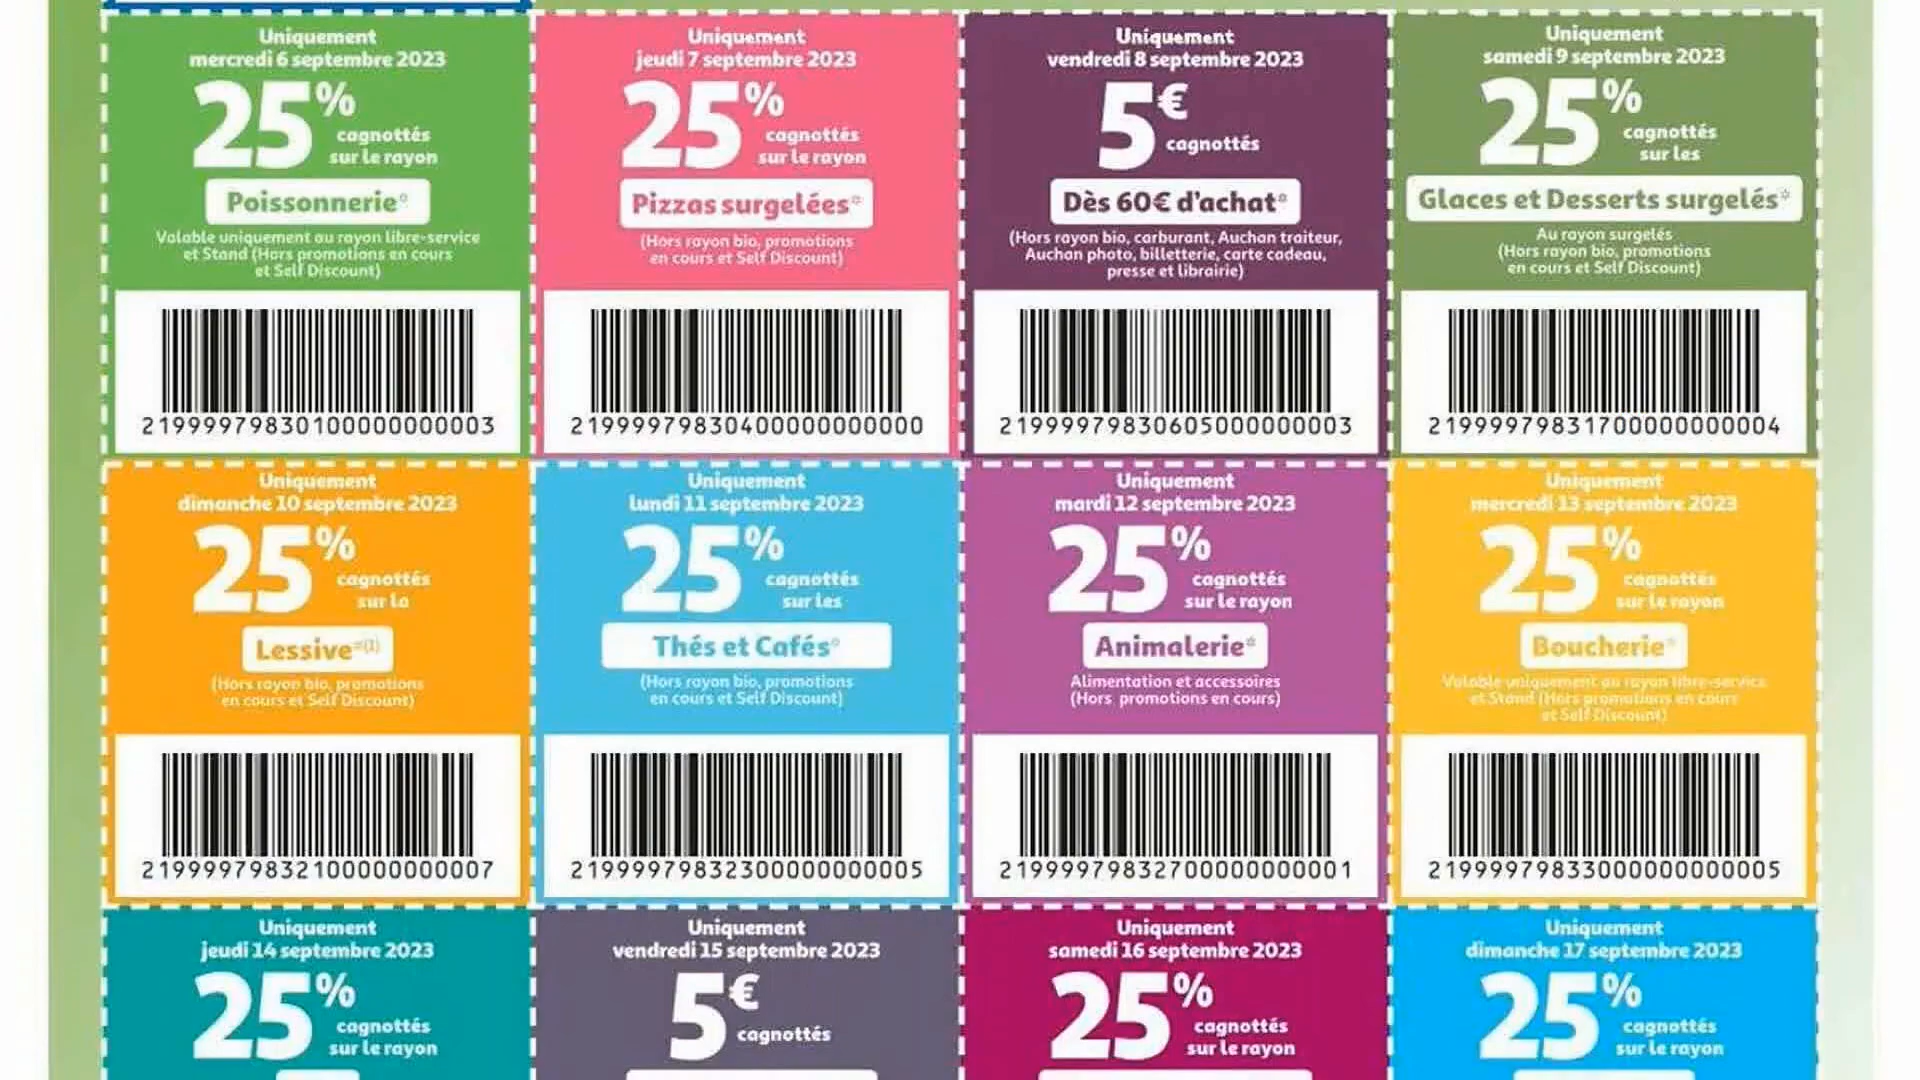 Uniquement
mercredi 6 septembre 2023
25%
cagnottés
sur le rayon
Poissonnerie*
Valable uniquement au rayon libre-service
et Stand (Hors promotions en cours
et Self Discount)
2199997983010000000000003
Uniquement
jeudi 7 septembre 2023
25%
cagnottés
sur le rayon
Pizzas surgelées*
(Hors rayon bio, promotions
en cours et Self Discount)
2199997983040000000000000
Uniquement
vendredi 8 septembre 2023
5€
cagnottés
Dès 60€ d'achat*
(Hors rayon bio, carburant, Auchan traiteur,
Auchan photo, billetterie, carte cadeau,
presse et librairie)
2199997983060500000000003
Uniquement
samedi 9 septembre 2023
25%
cagnottés
sur les
Glaces et Desserts surgelés*
Au rayon surgelés
(Hors rayon bio, promotions
en cours et Self Discount)
2199997983170000000000004
Uniquement
dimanche 10 septembre 2023
25%
cagnottés
sur la
Lessive*(1)
(Hors rayon bio, promotions
en cours et Self Discount)
2199997983210000000000007
Uniquement
lundi 11 septembre 2023
25%
cagnottés
sur les
Thés et Cafés*
(Hors rayon bio, promotions
en cours et Self Discount)
2199997983230000000000005
Uniquement
mardi 12 septembre 2023
25%
cagnottés
sur le rayon
Animalerie*
Alimentation et accessoires
(Hors promotions en cours)
2199997983270000000000001
Uniquement
mercredi 13 septembre 2023
25%
cagnottés
sur le rayon
Boucherie*
Valable uniquement au rayon libre-service
et Stand (Hors promotions en cours
et Self Discount)
2199997983300000000000005
Uniquement
jeudi 14 septembre 2023
25%
cagnottés
sur le rayon
Uniquement
vendredi 15 septembre 2023
5€
cagnottés
Uniquement
samedi 16 septembre 2023
25%
cagnottés
sur le rayon
Uniquement
dimanche 17 septembre 2023
25%
cagnottés
sur le rayon